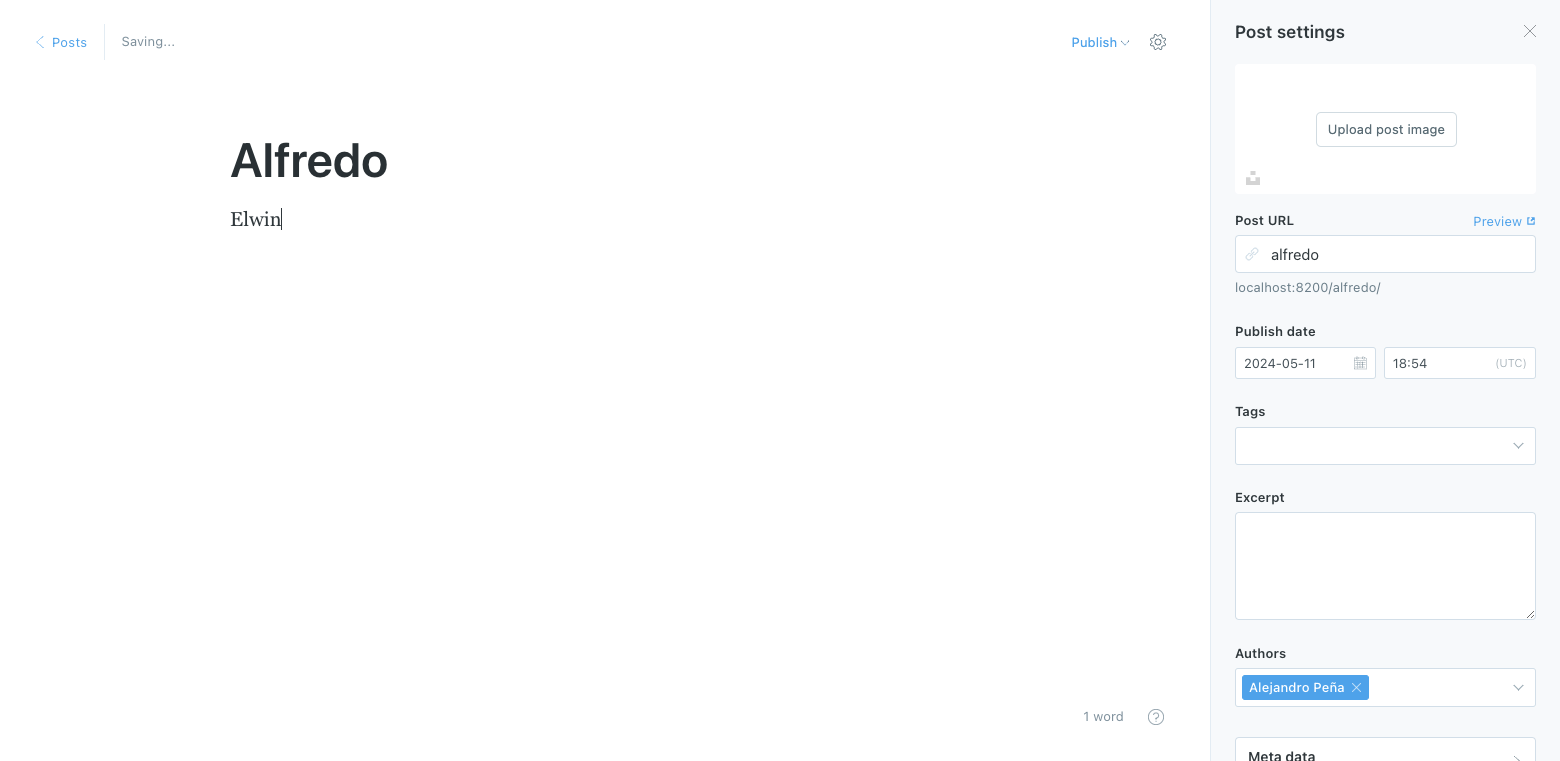 Posts
Saving...
Publish
Alfredo
Elwin
1 word
Post settings
Upload post image
Post URL
Preview
alfredo
localhost:8200/alfredo/
Publish date
2024-05-11
18:54
(UTC)
Tags
Excerpt
Authors
Alejandro Peña
Meta data